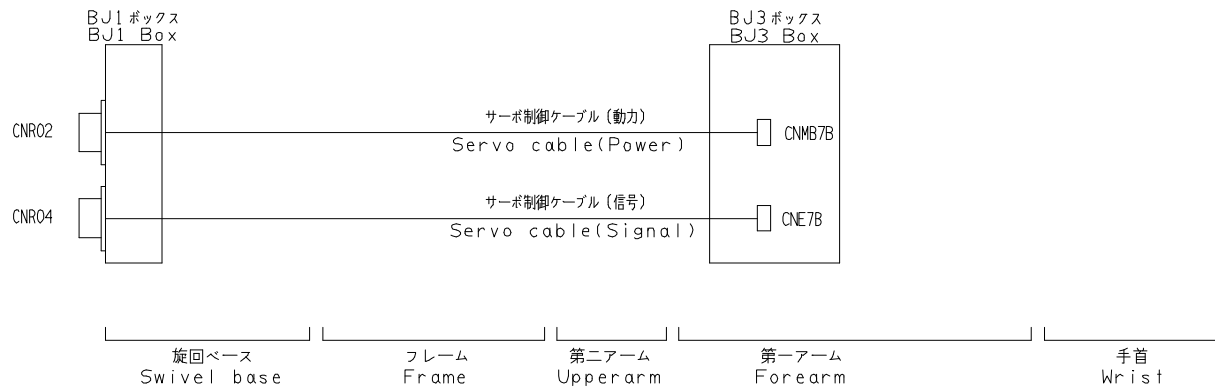 BJ1ボックス
BJ1 Box
BJ3ボックス
BJ3 Box
CNR02
サーボ制御ケーブル(動力)
Servo cable(Power)
CNMB7B
CNR04
サーボ制御ケーブル(信号)
Servo cable(Signal)
CNE7B
旋回ベース
Swivel base
フレーム
Frame
第二アーム
Upperarm
第一アーム
Forearm
手首
Wrist